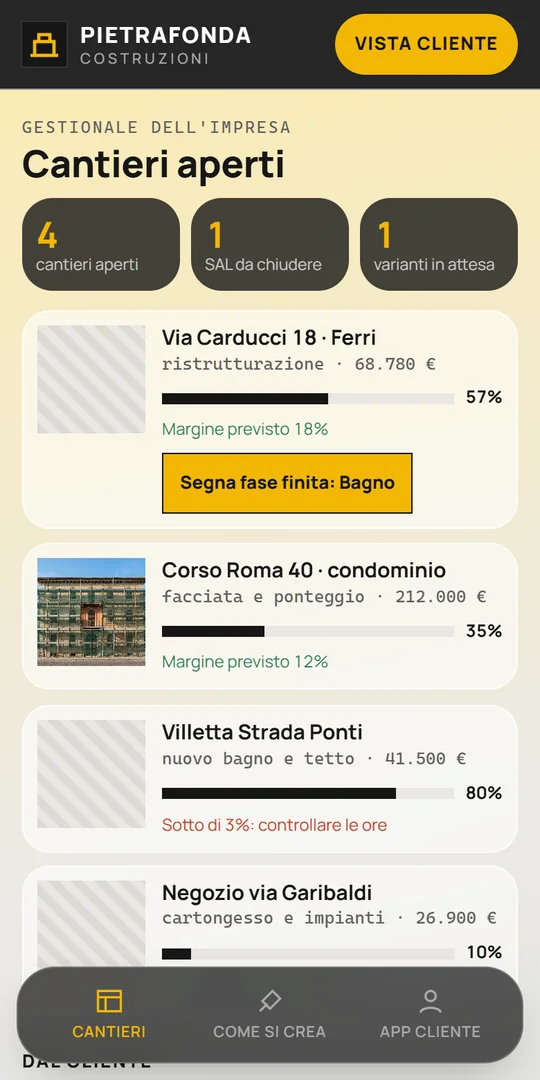 PIETRAFONDA
COSTRUZIONI
VISTA CLIENTE
GESTIONALE DELL'IMPRESA
Cantieri aperti
4
cantieri aperti
1
SAL da chiudere
1
varianti in attesa
Via Carducci 18 · Ferri
ristrutturazione · 68.780 €
57%
Margine previsto 18%
Segna fase finita: Bagno
Corso Roma 40 · condominio
facciata e ponteggio · 212.000 €
35%
Margine previsto 12%
Villetta Strada Ponti
nuovo bagno e tetto · 41.500 €
80%
Sotto di 3%: controllare le ore
Negozio via Garibaldi
cartongesso e impianti · 26.900 €
10%
CANTIERI
COME SI CREA
APP CLIENTE
DAL CLIENTE